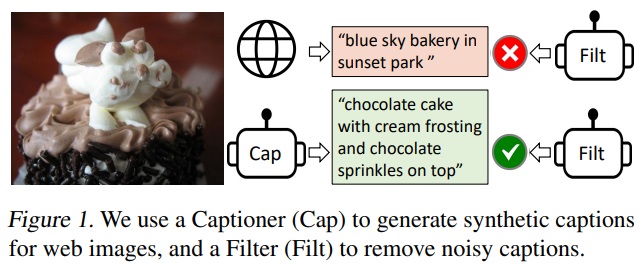 “blue sky bakery in
sunset park ”
Filt
Cap
“chocolate cake
with cream frosting
and chocolate
sprinkles on top”
Filt
Figure 1. We use a Captioner (Cap) to generate synthetic captions
for web images, and a Filter (Filt) to remove noisy captions.